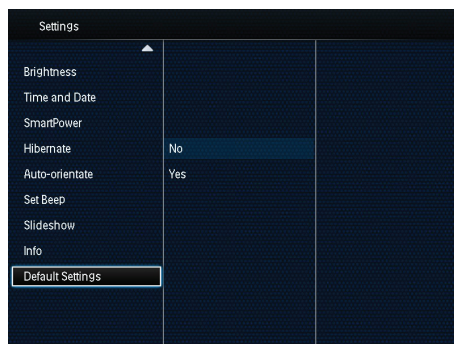 Settings
Brightness
Time and Date
SmartPower
Hibernate
No
Auto-orientate
Yes
Set Beep
Slideshow
Info
Default Settings